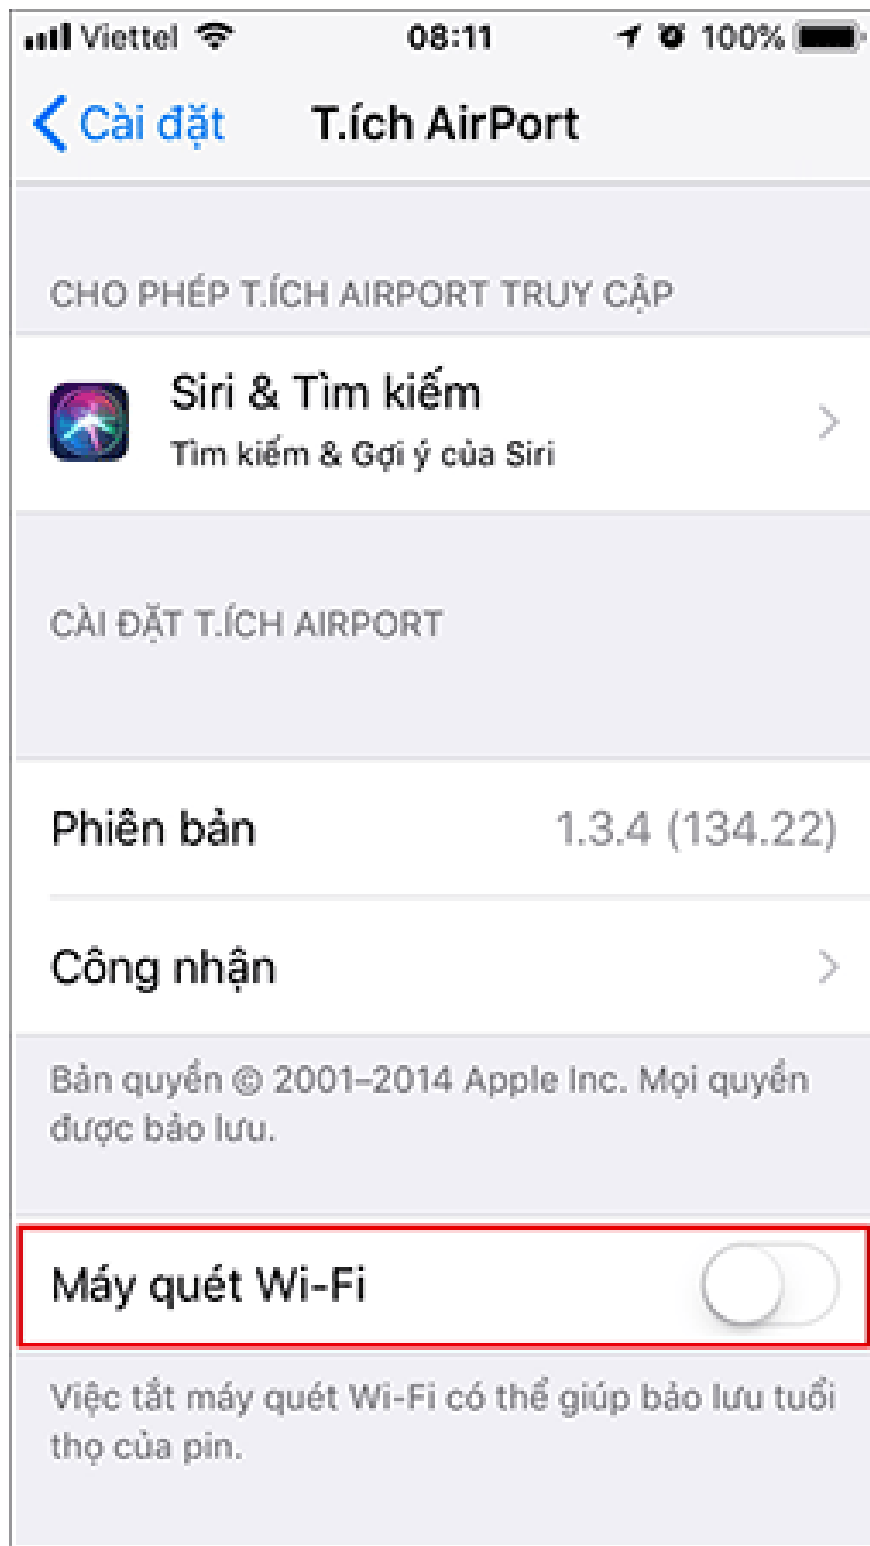 Viettel 08:11 100%
Cài đặt T.ích AirPort
CHO PHÉP T.ÍCH AIRPORT TRUY CẬP
Siri & Tìm kiếm
Tìm kiếm & Gợi ý của Siri
CÀI ĐẶT T.ÍCH AIRPORT
Phiên bản 1.3.4 (134.22)
Công nhận
Bản quyền © 2001–2014 Apple Inc. Mọi quyền
được bảo lưu.
Máy quét Wi-Fi
Việc tắt máy quét Wi-Fi có thể giúp bảo lưu tuổi
thọ của pin.